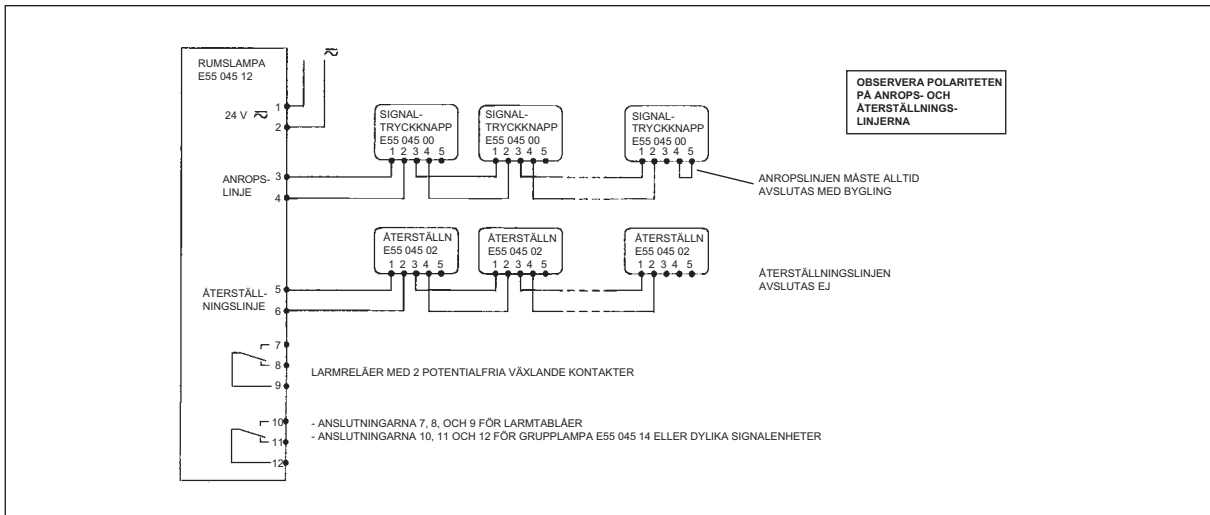 RUMSLAMPA
E55 045 12
24 V
1
2
ANROPS-
LINJE
3
4
SIGNAL-
TRYCKKNAPP
E55 045 00
1 2 3 4 5
SIGNAL-
TRYCKKNAPP
E55 045 00
1 2 3 4 5
SIGNAL-
TRYCKKNAPP
E55 045 00
1 2 3 4 5
OBSERVERA POLARITETEN
PÅ ANROPS- OCH
ÅTERSTÄLLNINGS-
LINJERNA
ANROPSLINJEN MÅSTE ALLTID
AVSLUTAS MED BYGLING
ÅTERSTÄLL-
NINGSLINJE
5
6
ÅTERSTÄLLN
E55 045 02
1 2 3 4 5
ÅTERSTÄLLN
E55 045 02
1 2 3 4 5
ÅTERSTÄLLN
E55 045 02
1 2 3 4 5
ÅTERSTÄLLNINGSLINJEN
AVSLUTAS EJ
7
8
9
LARMRELÄER MED 2 POTENTIALFRIA VÄXLANDE KONTAKTER
10
11
12
- ANSLUTNINGARNA 7, 8, OCH 9 FÖR LARMTABLÅER
- ANSLUTNINGARNA 10, 11 OCH 12 FÖR GRUPPLAMPA E55 045 14 ELLER DYLIKA SIGNALENHETER